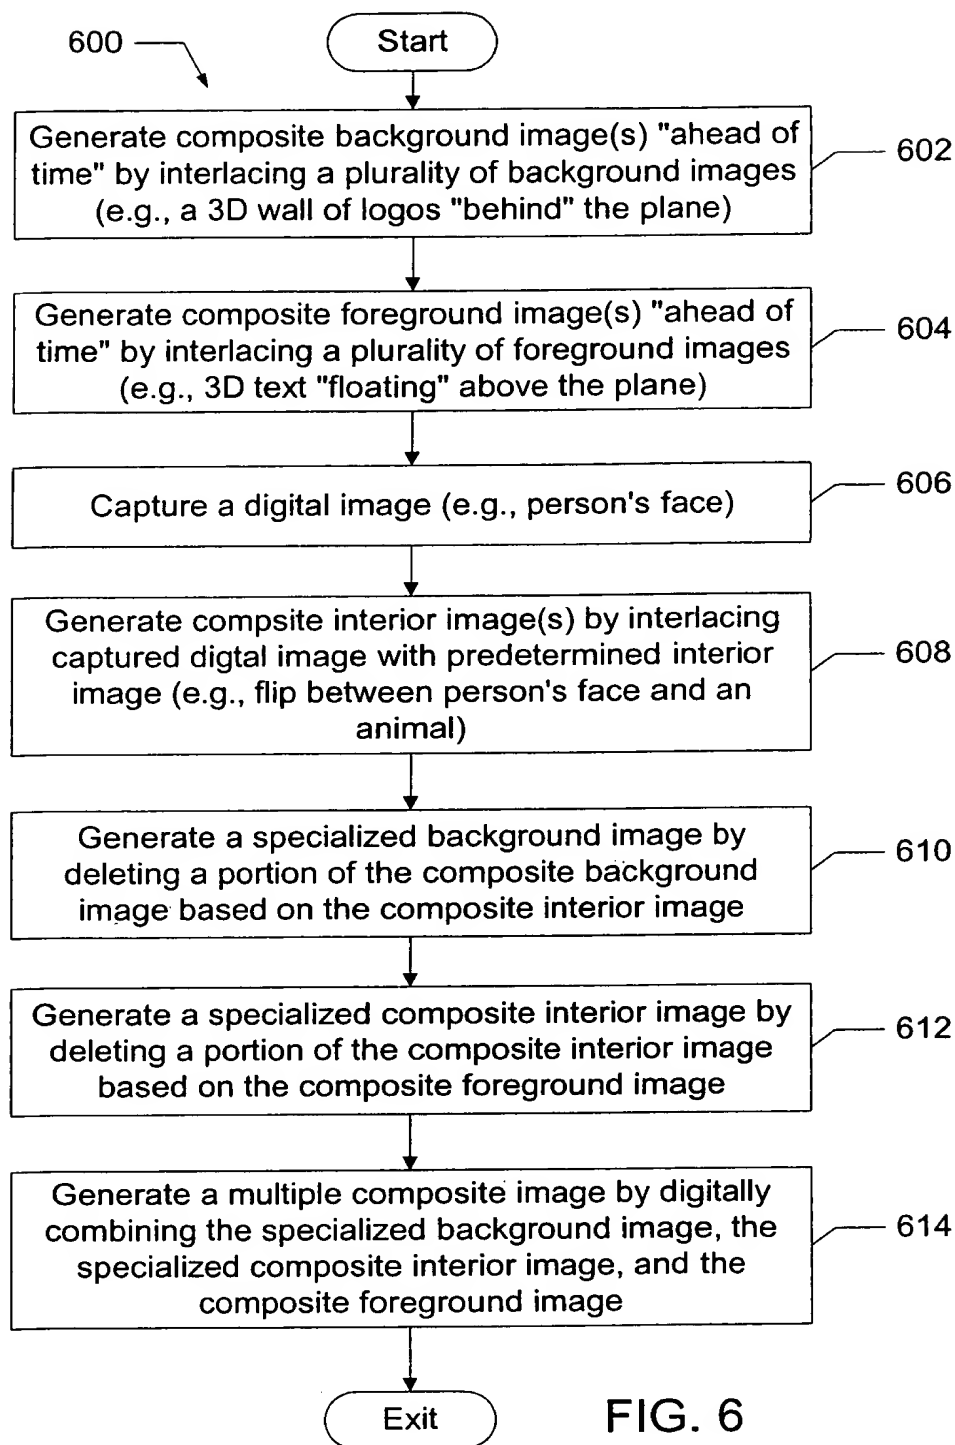 600
Start
Generate composite background image(s) "ahead of
time" by interlacing a plurality of background images
(e.g., a 3D wall of logos "behind" the plane)
602
Generate composite foreground image(s) "ahead of
time" by interlacing a plurality of foreground images
(e.g., 3D text "floating" above the plane)
604
Capture a digital image (e.g., person's face)
606
Generate compsite interior image(s) by interlacing
captured digtal image with predetermined interior
image (e.g., flip between person's face and an
animal)
608
Generate a specialized background image by
deleting a portion of the composite background
image based on the composite interior image
610
Generate a specialized composite interior image by
deleting a portion of the composite interior image
based on the composite foreground image
612
Generate a multiple composite image by digitally
combining the specialized background image, the
specialized composite interior image, and the
composite foreground image
614
Exit
FIG. 6